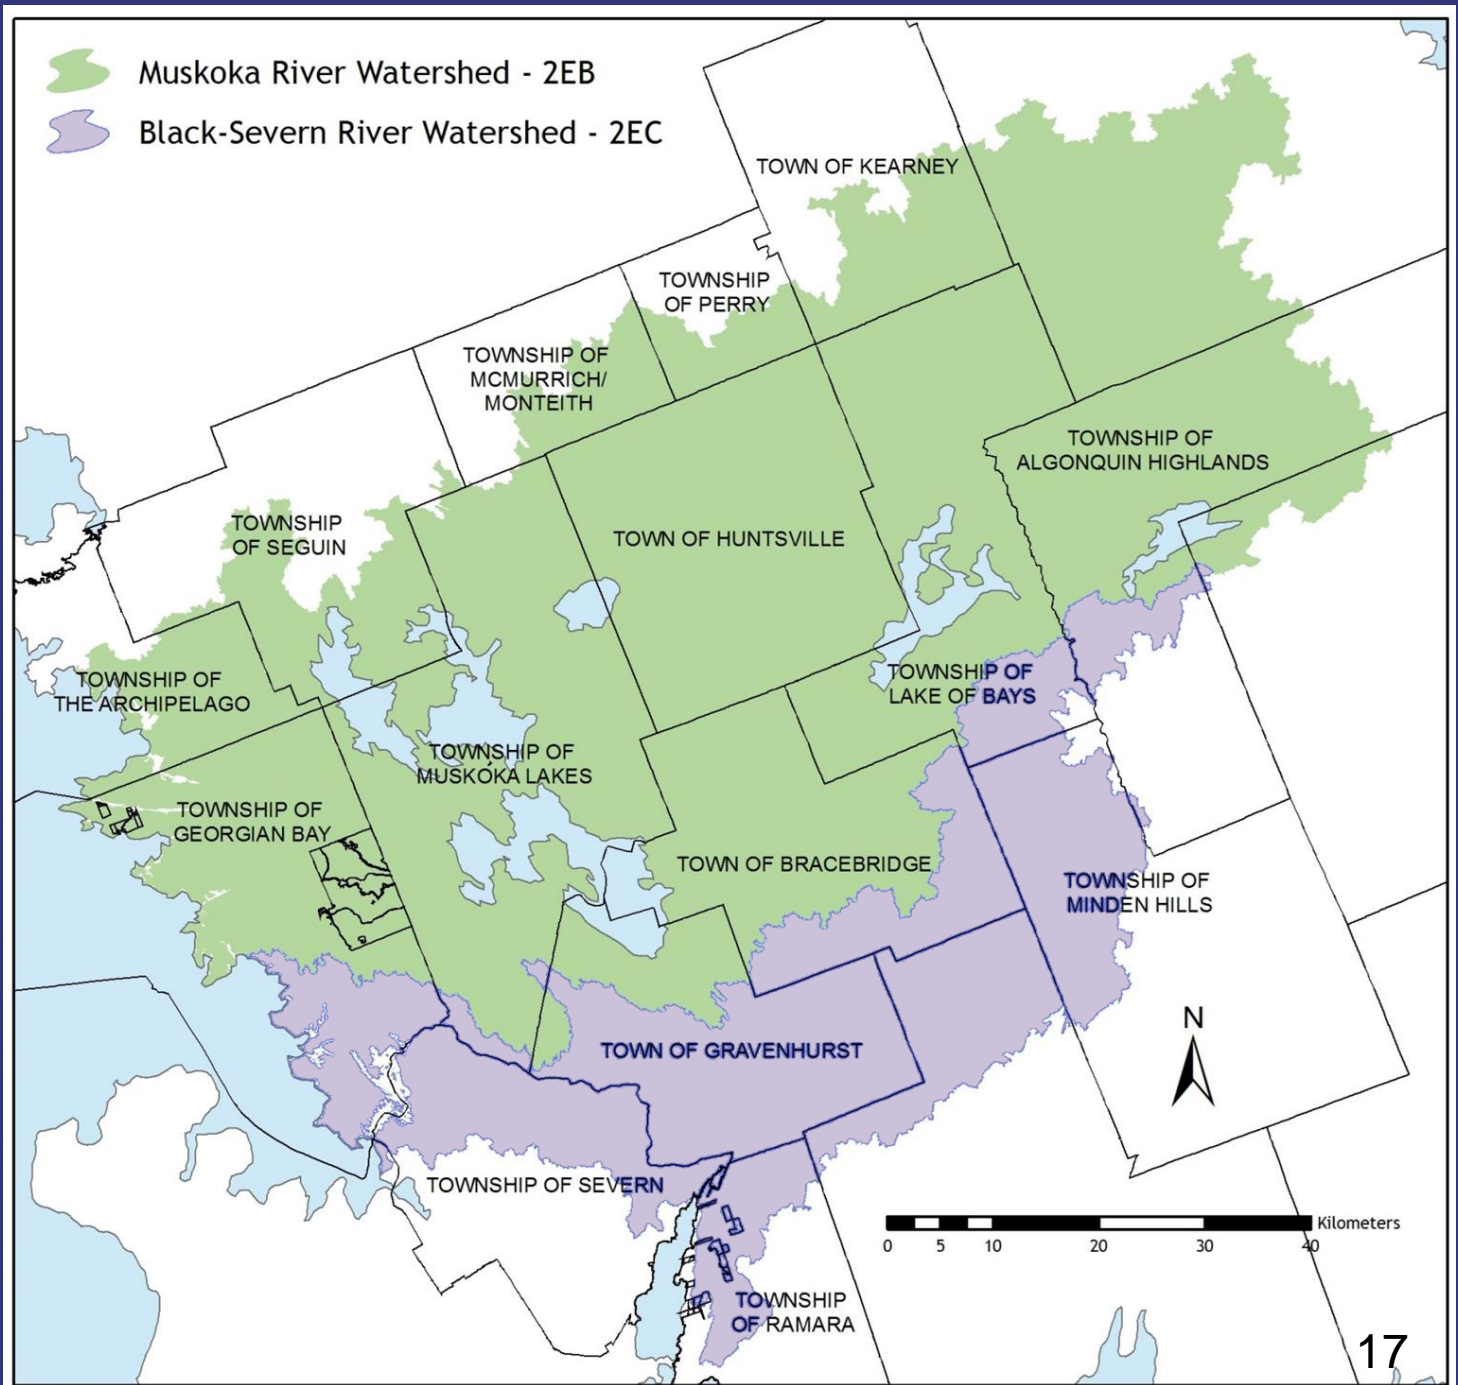 Muskoka River Watershed - 2EB
Black-Severn River Watershed - 2EC
TOWN OF KEARNEY
TOWNSHIP
OF PERRY
TOWNSHIP OF
MCMURRICH/
MONTEITH
TOWNSHIP OF
ALGONQUIN HIGHLANDS
TOWNSHIP
OF SEGUIN
TOWN OF HUNTSVILLE
TOWNSHIP OF
THE ARCHIPELAGO
TOWNSHIP OF
LAKE OF BAYS
TOWNSHIP OF
MUSKOKA LAKES
TOWNSHIP OF
GEORGIAN BAY
TOWN OF BRACEBRIDGE
TOWNSHIP OF
MINDEN HILLS
N
TOWN OF GRAVENHURST
TOWNSHIP OF SEVERN
Kilometers
0 5 10 20 30 40
TOWNSHIP
OF RAMARA
17